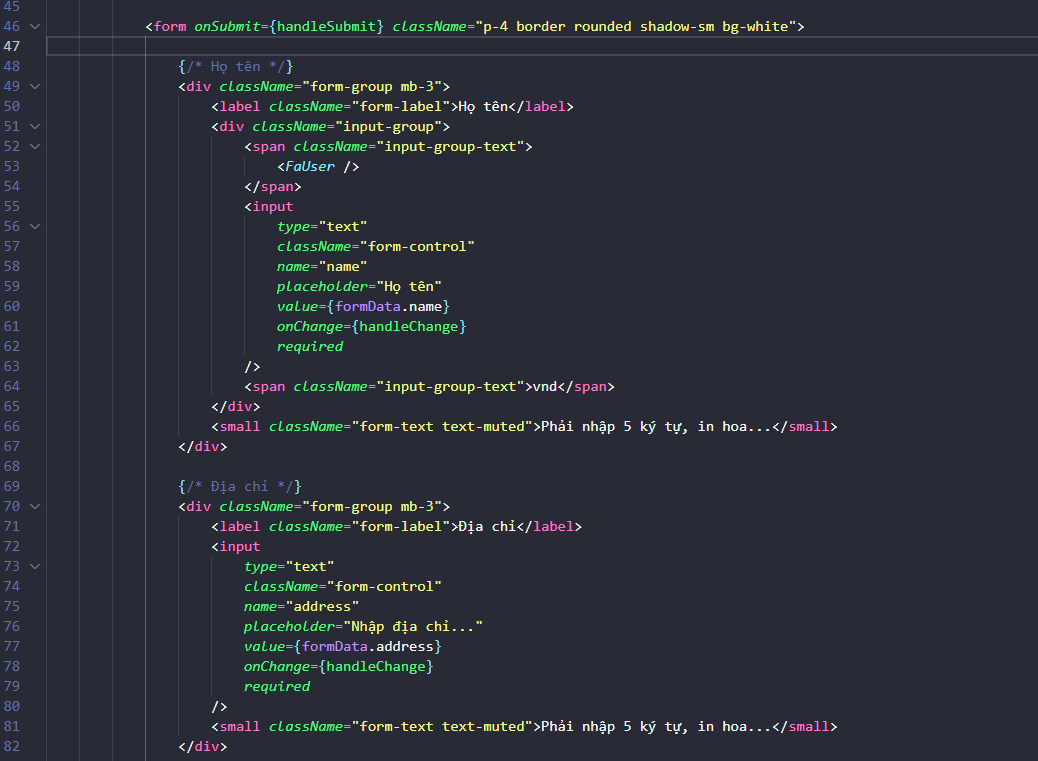 45
46 <form onSubmit={handleSubmit} className="p-4 border rounded shadow-sm bg-white">
47
48 {/* Họ tên */}
49 <div className="form-group mb-3">
50 <label className="form-label">Họ tên</label>
51 <div className="input-group">
52 <span className="input-group-text">
53 <FaUser />
54 </span>
55 <input
56 type="text"
57 className="form-control"
58 name="name"
59 placeholder="Họ tên"
60 value={formData.name}
61 onChange={handleChange}
62 required
63 />
64 <span className="input-group-text">vnd</span>
65 </div>
66 <small className="form-text text-muted">Phải nhập 5 ký tự, in hoa...</small>
67 </div>
68
69 {/* Địa chỉ */}
70 <div className="form-group mb-3">
71 <label className="form-label">Địa chỉ</label>
72 <input
73 type="text"
74 className="form-control"
75 name="address"
76 placeholder="Nhập địa chỉ..."
77 value={formData.address}
78 onChange={handleChange}
79 required
80 />
81 <small className="form-text text-muted">Phải nhập 5 ký tự, in hoa...</small>
82 </div>